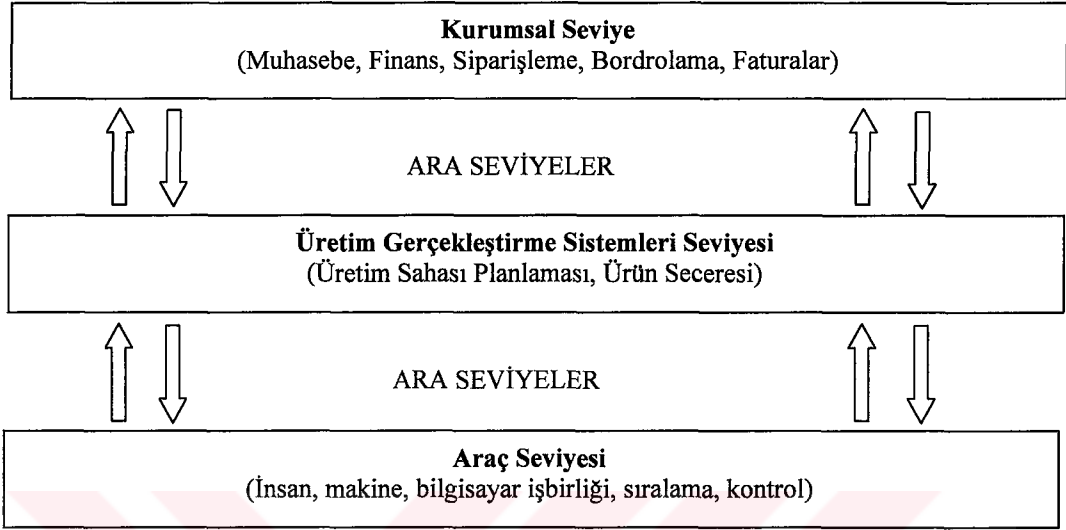 Kurumsal Seviye
(Muhasebe, Finans, Siparişleme, Bordrolama, Faturalar)
ARA SEVİYELER
Üretim Gerçekleştirme Sistemleri Seviyesi
(Üretim Sahası Planlaması, Ürün Seceresi)
ARA SEVİYELER
Araç Seviyesi
(İnsan, makine, bilgisayar işbirliği, sıralama, kontrol)